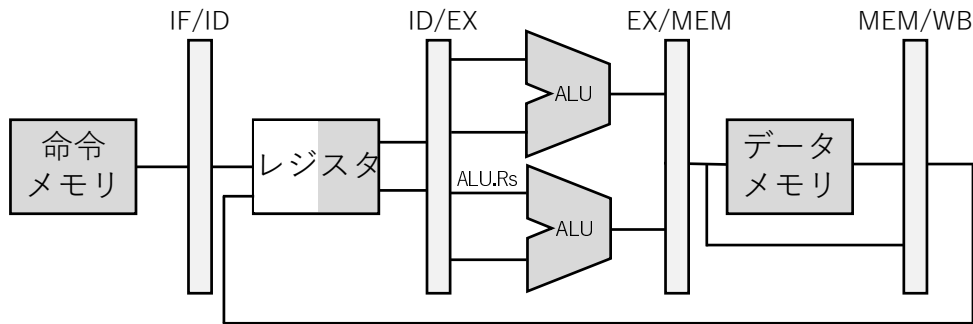 IF/ID
ID/EX
EX/MEM
MEM/WB
命令
メモリ
レジスタ
ALU
ALU.Rs
ALU
データ
メモリ